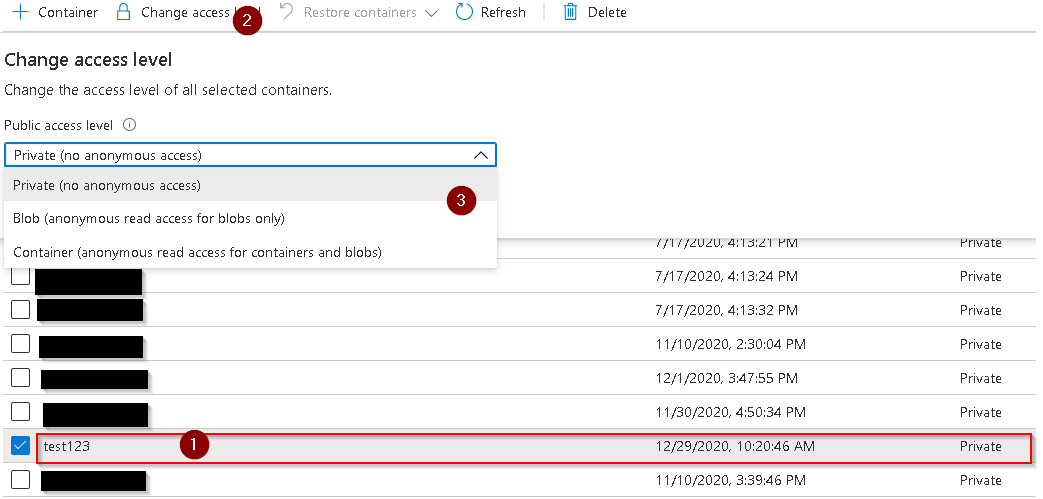 Container Change access l 2 l Restore containers Refresh Delete
Change access level
Change the access level of all selected containers.
Public access level
Private (no anonymous access)
Private (no anonymous access)
3
Blob (anonymous read access for blobs only)
Container (anonymous read access for containers and blobs)
7/17/2020, 4:13:21 PM Private
7/17/2020, 4:13:24 PM Private
7/17/2020, 4:13:32 PM Private
11/10/2020, 2:30:04 PM Private
12/1/2020, 3:47:55 PM Private
11/30/2020, 4:50:34 PM Private
test123 1 12/29/2020, 10:20:46 AM Private
11/10/2020, 3:39:46 PM Private